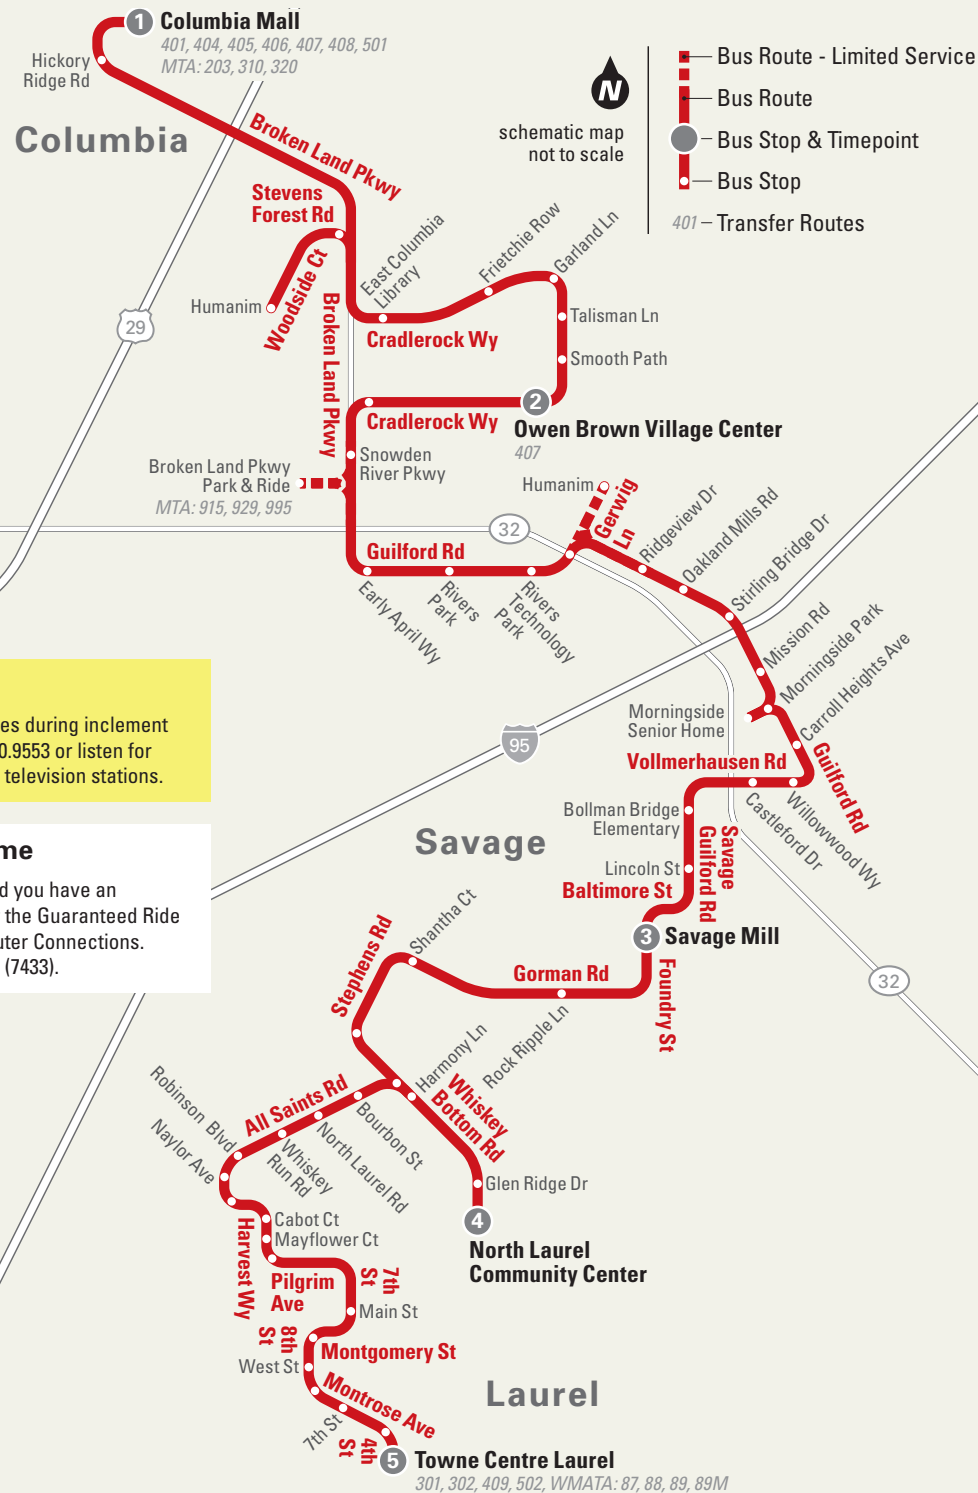 1 Columbia Mall
401, 404, 405, 406, 407, 408, 501
MTA: 203, 310, 320
Hickory
Ridge Rd
Columbia
N
schematic map
not to scale
Bus Route - Limited Service
Bus Route
Bus Stop & Timepoint
Bus Stop
401 – Transfer Routes
Broken Land Pkwy
Stevens
Forest Rd
Woodside Ct
Humanim
29
Broken Land Pkwy
East Columbia
Library
Frietchie Row
Garland Ln
Talisman Ln
Smooth Path
Cradlerock Wy
Cradlerock Wy
2
Owen Brown Village Center
407
Snowden
River Pkwy
Broken Land Pkwy
Park & Ride
MTA: 915, 929, 995
Humanim
Gerwig
Ln
32
Guilford Rd
Early April Wy
Rivers
Park
Rivers
Technology
Park
Ridgeview Dr
Oakland Mills Rd
Stirling Bridge Dr
Mission Rd
Morningside Park
Carroll Heights Ave
Morningside
Senior Home
95
Guilford Rd
Vollmerhausen Rd
Willowwood Wy
Castleford Dr
Bollman Bridge
Elementary
Savage
Guilford Rd
Lincoln St
Baltimore St
es during inclement
0.9553 or listen for
television stations.
me
d you have an
the Guaranteed Ride
uter Connections.
(7433).
Savage
3 Savage Mill
32
Foundry St
Gorman Rd
Rock Ripple Ln
Shantha Ct
Stephens Rd
Harmony Ln
Whiskey
Bottom Rd
Glen Ridge Dr
4
North Laurel
Community Center
All Saints Rd
Bourbon St
North Laurel Rd
Whiskey
Run Rd
Robinson Blvd
Naylor Ave
Harvest Wy
Cabot Ct
Mayflower Ct
Pilgrim
Ave
7th
St
Main St
8th
St
Montgomery St
West St
Montrose Ave
7th St
4th
St
Laurel
5 Towne Centre Laurel
301, 302, 409, 502, WMATA: 87, 88, 89, 89M